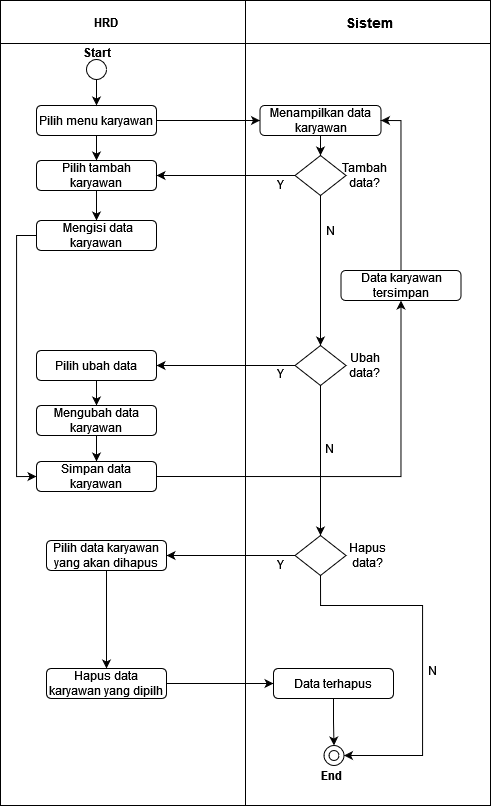 HRD
Sistem
Start
Pilih menu karyawan
Menampilkan data
karyawan
Pilih tambah
karyawan
Y
Tambah
data?
Mengisi data
karyawan
N
Data karyawan
tersimpan
Pilih ubah data
Y
Ubah
data?
Mengubah data
karyawan
N
Simpan data
karyawan
Pilih data karyawan
yang akan dihapus
Y
Hapus
data?
N
Hapus data
karyawan yang dipilh
Data terhapus
End